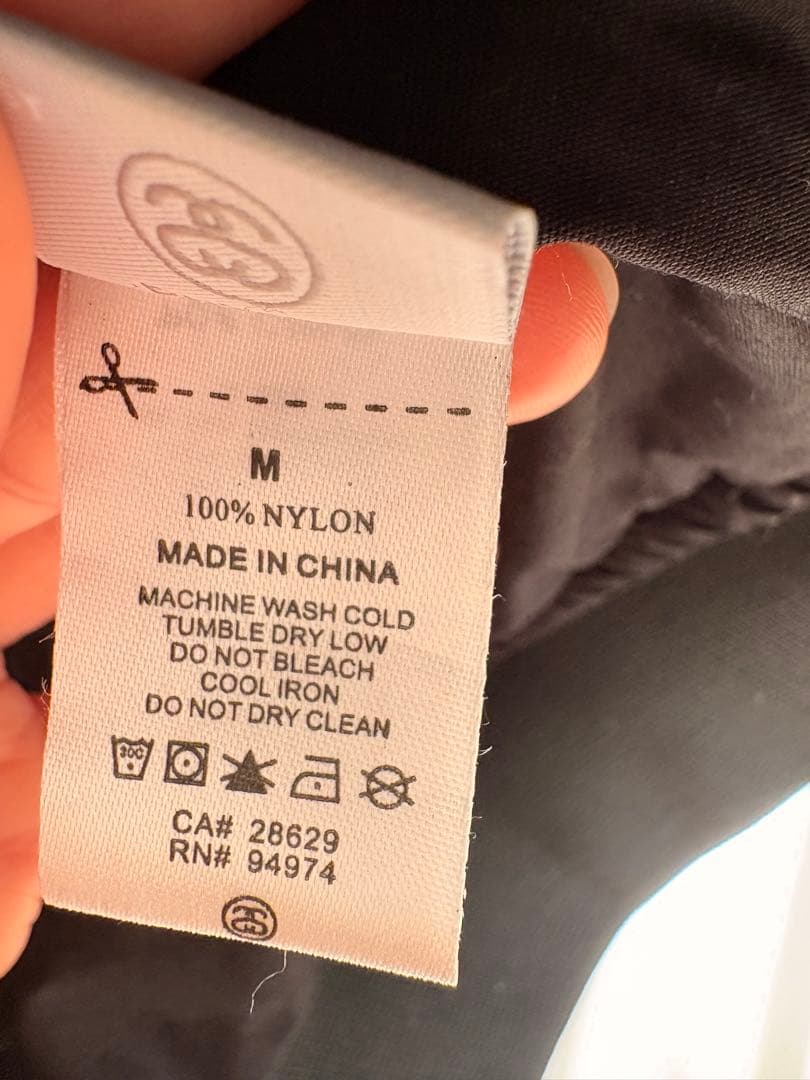 M
100% NYLON
MADE IN CHINA
MACHINE WASH COLD
TUMBLE DRY LOW
DO NOT BLEACH
COOL IRON
DO NOT DRY CLEAN
30C
CA# 28629
RN# 94974